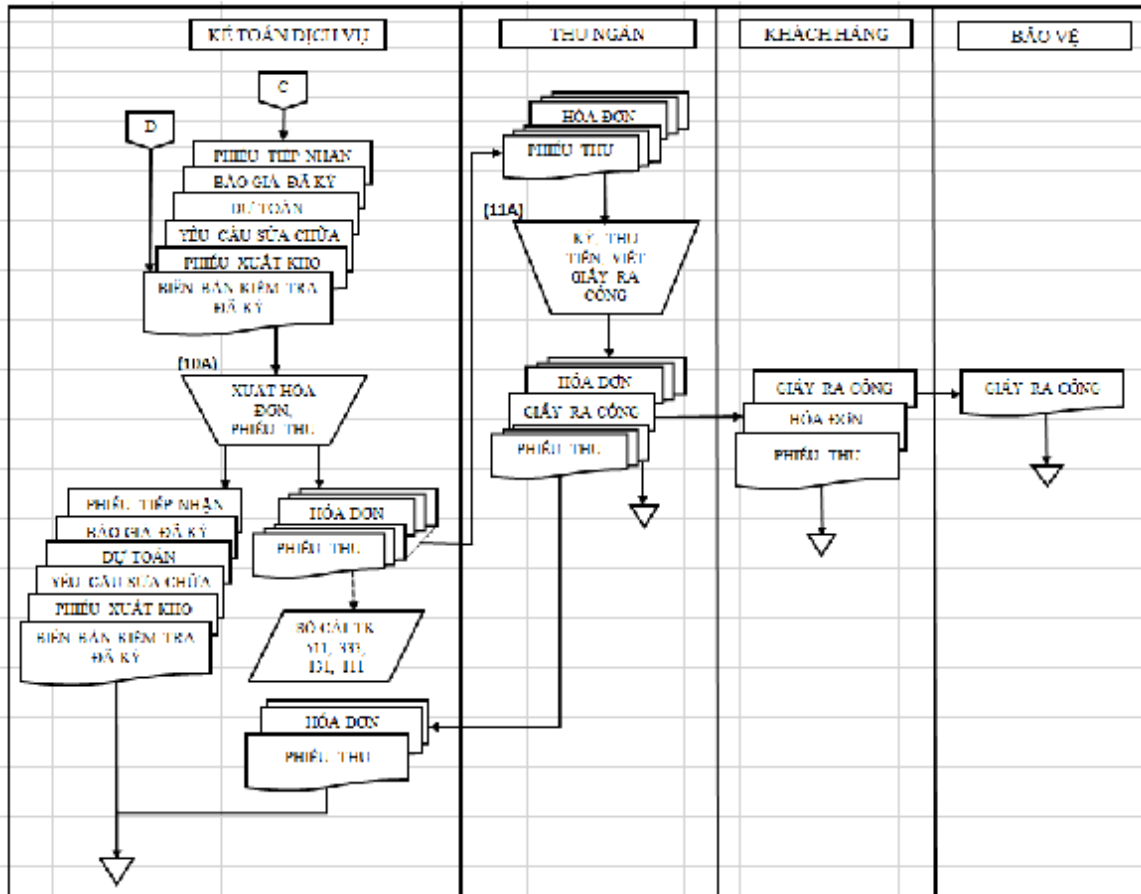 KẾ TOÁN DỊCH VỤ
THU NGÂN
KHÁCH HÀNG
BẢO VỆ
C
D
PHIẾU TIẾP NHẬN
BÁO GIÁ ĐÃ KÝ
DỰ TOÁN
YÊU CẦU SỬA CHỮA
PHIẾU XUẤT KHO
BIÊN BẢN KIỂM TRA
ĐÃ KÝ
(10A)
XUẤT HÓA
ĐƠN,
PHIẾU THU
PHIẾU TIẾP NHẬN
BÁO GIÁ ĐÃ KÝ
DỰ TOÁN
YÊU CẦU SỬA CHỮA
PHIẾU XUẤT KHO
BIÊN BẢN KIỂM TRA
ĐÃ KÝ
HÓA ĐƠN
PHIẾU THU
SỔ CÁI TK
511, 333,
131, 111
HÓA ĐƠN
PHIẾU THU
HÓA ĐƠN
PHIẾU THU
(11A)
KÝ, THU
TIỀN, VIẾT
GIẤY RA
CỔNG
HÓA ĐƠN
GIẤY RA CỔNG
PHIẾU THU
GIẤY RA CỔNG
HÓA ĐƠN
PHIẾU THU
GIẤY RA CỔNG